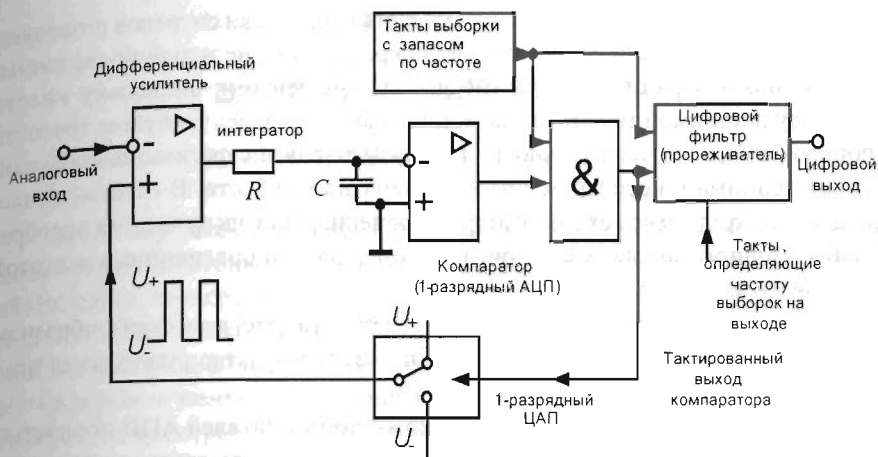 Такты выборки
с запасом
по частоте
Дифференциальный
усилитель
интегратор
R
C
Аналоговый
вход
&
Цифровой
фильтр
(прореживатель)
Цифровой
выход
Компаратор
(1-разрядный АЦП)
Такты,
определяющие
частоту
выборок на
выходе
U+
U-
U+
U-
1-разрядный
ЦАП
Тактированный
выход
компаратора